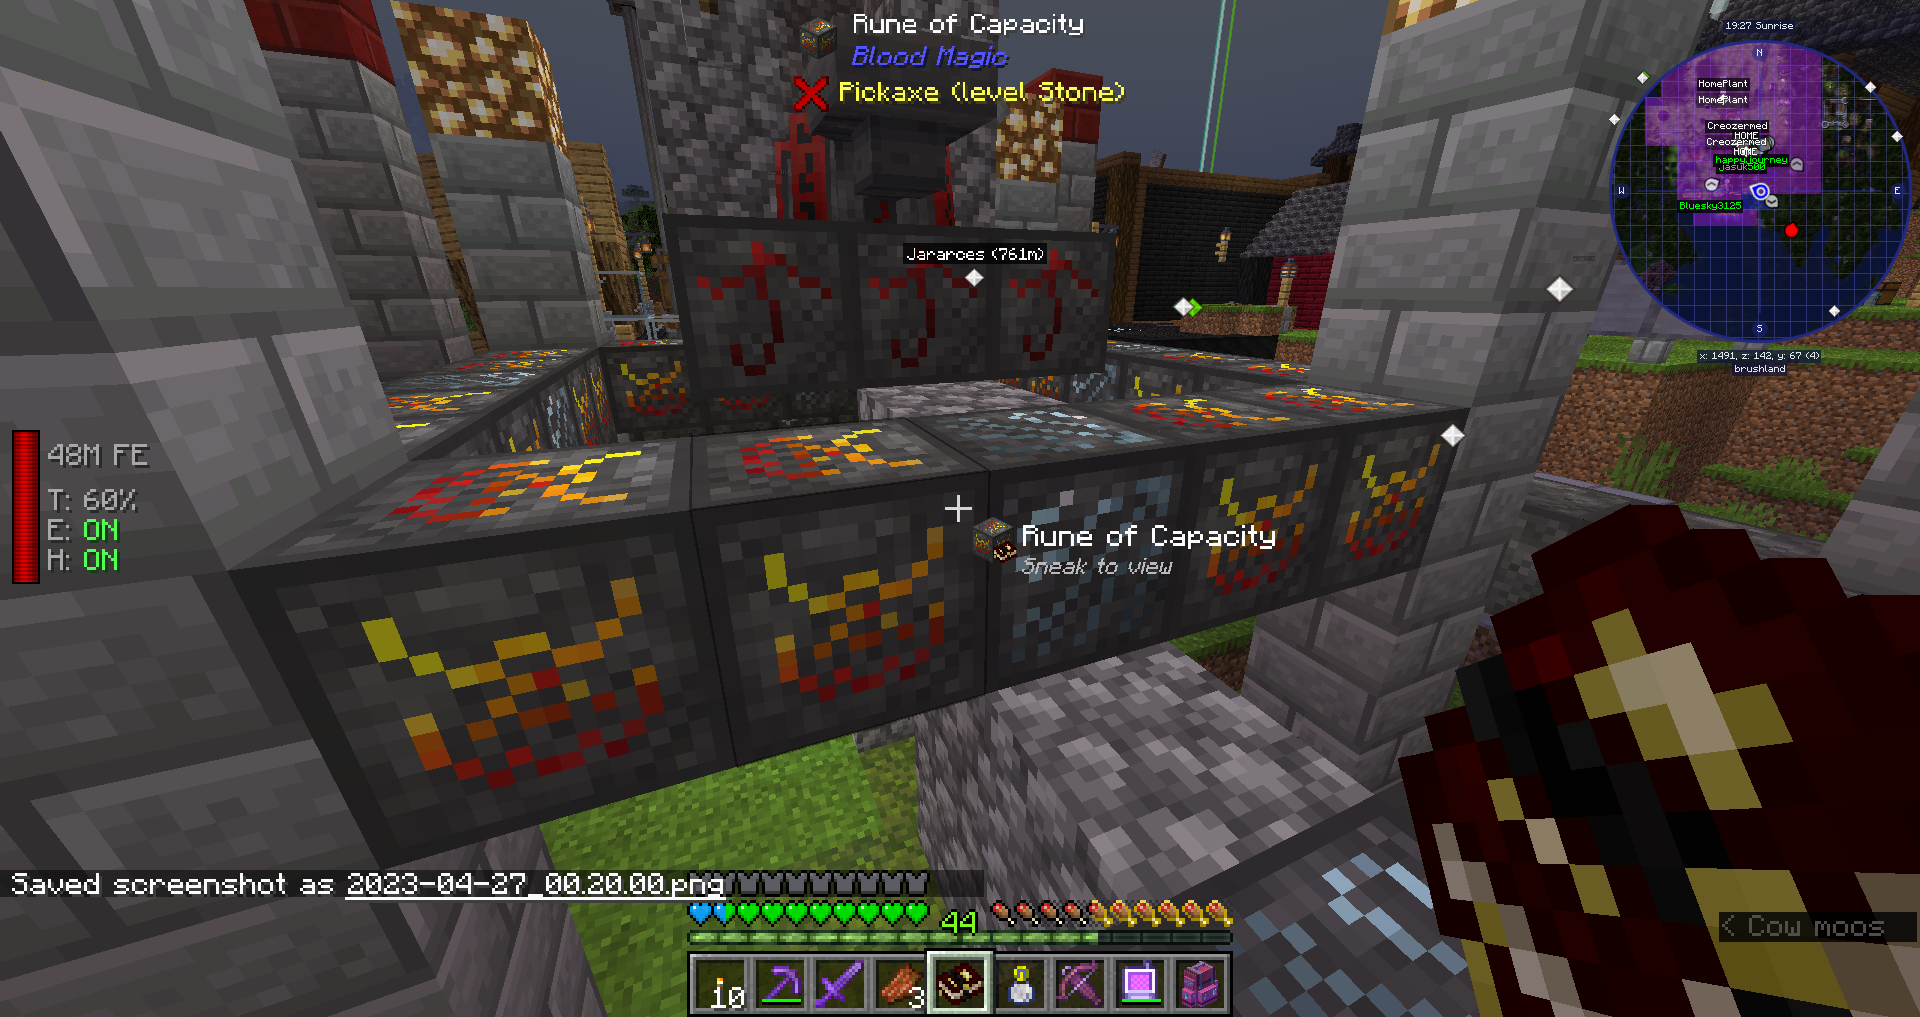 Rune of Capacity
Blood Magic
Pickaxe (level Stone)
19:27 Sunrise
N
HomePlant
HomePlant
Creozermed
HOME
Creozermed
HOME
happyjourney
jasuk500
W
E
Bluesky3125
S
x: 1491, z: 142, y: 67 (4)
brushland
Jararoes (761m)
48M FE
T: 60%
E: ON
H: ON
Rune of Capacity
Sneak to view
Saved screenshot as 2023-04-27_00.20.00.png
44
< Cow moos
10
3